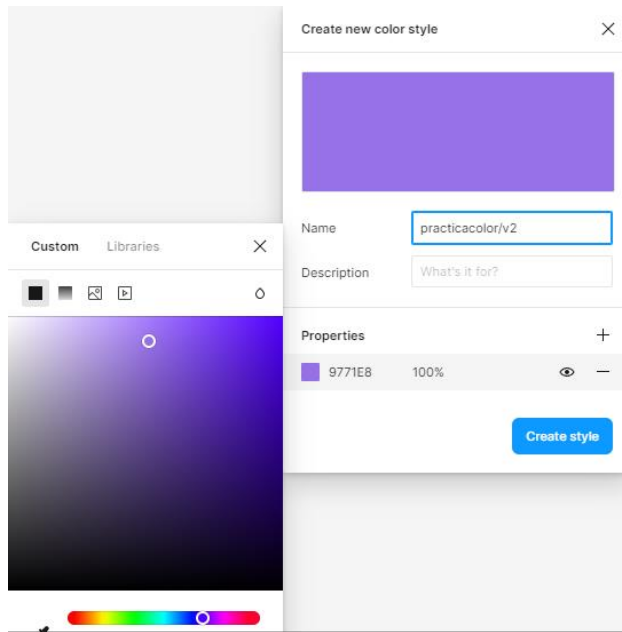 Create new color style
Name
practicacolor/v2
Description
What's it for?
Properties
9771E8 100%
Create style
Custom Libraries